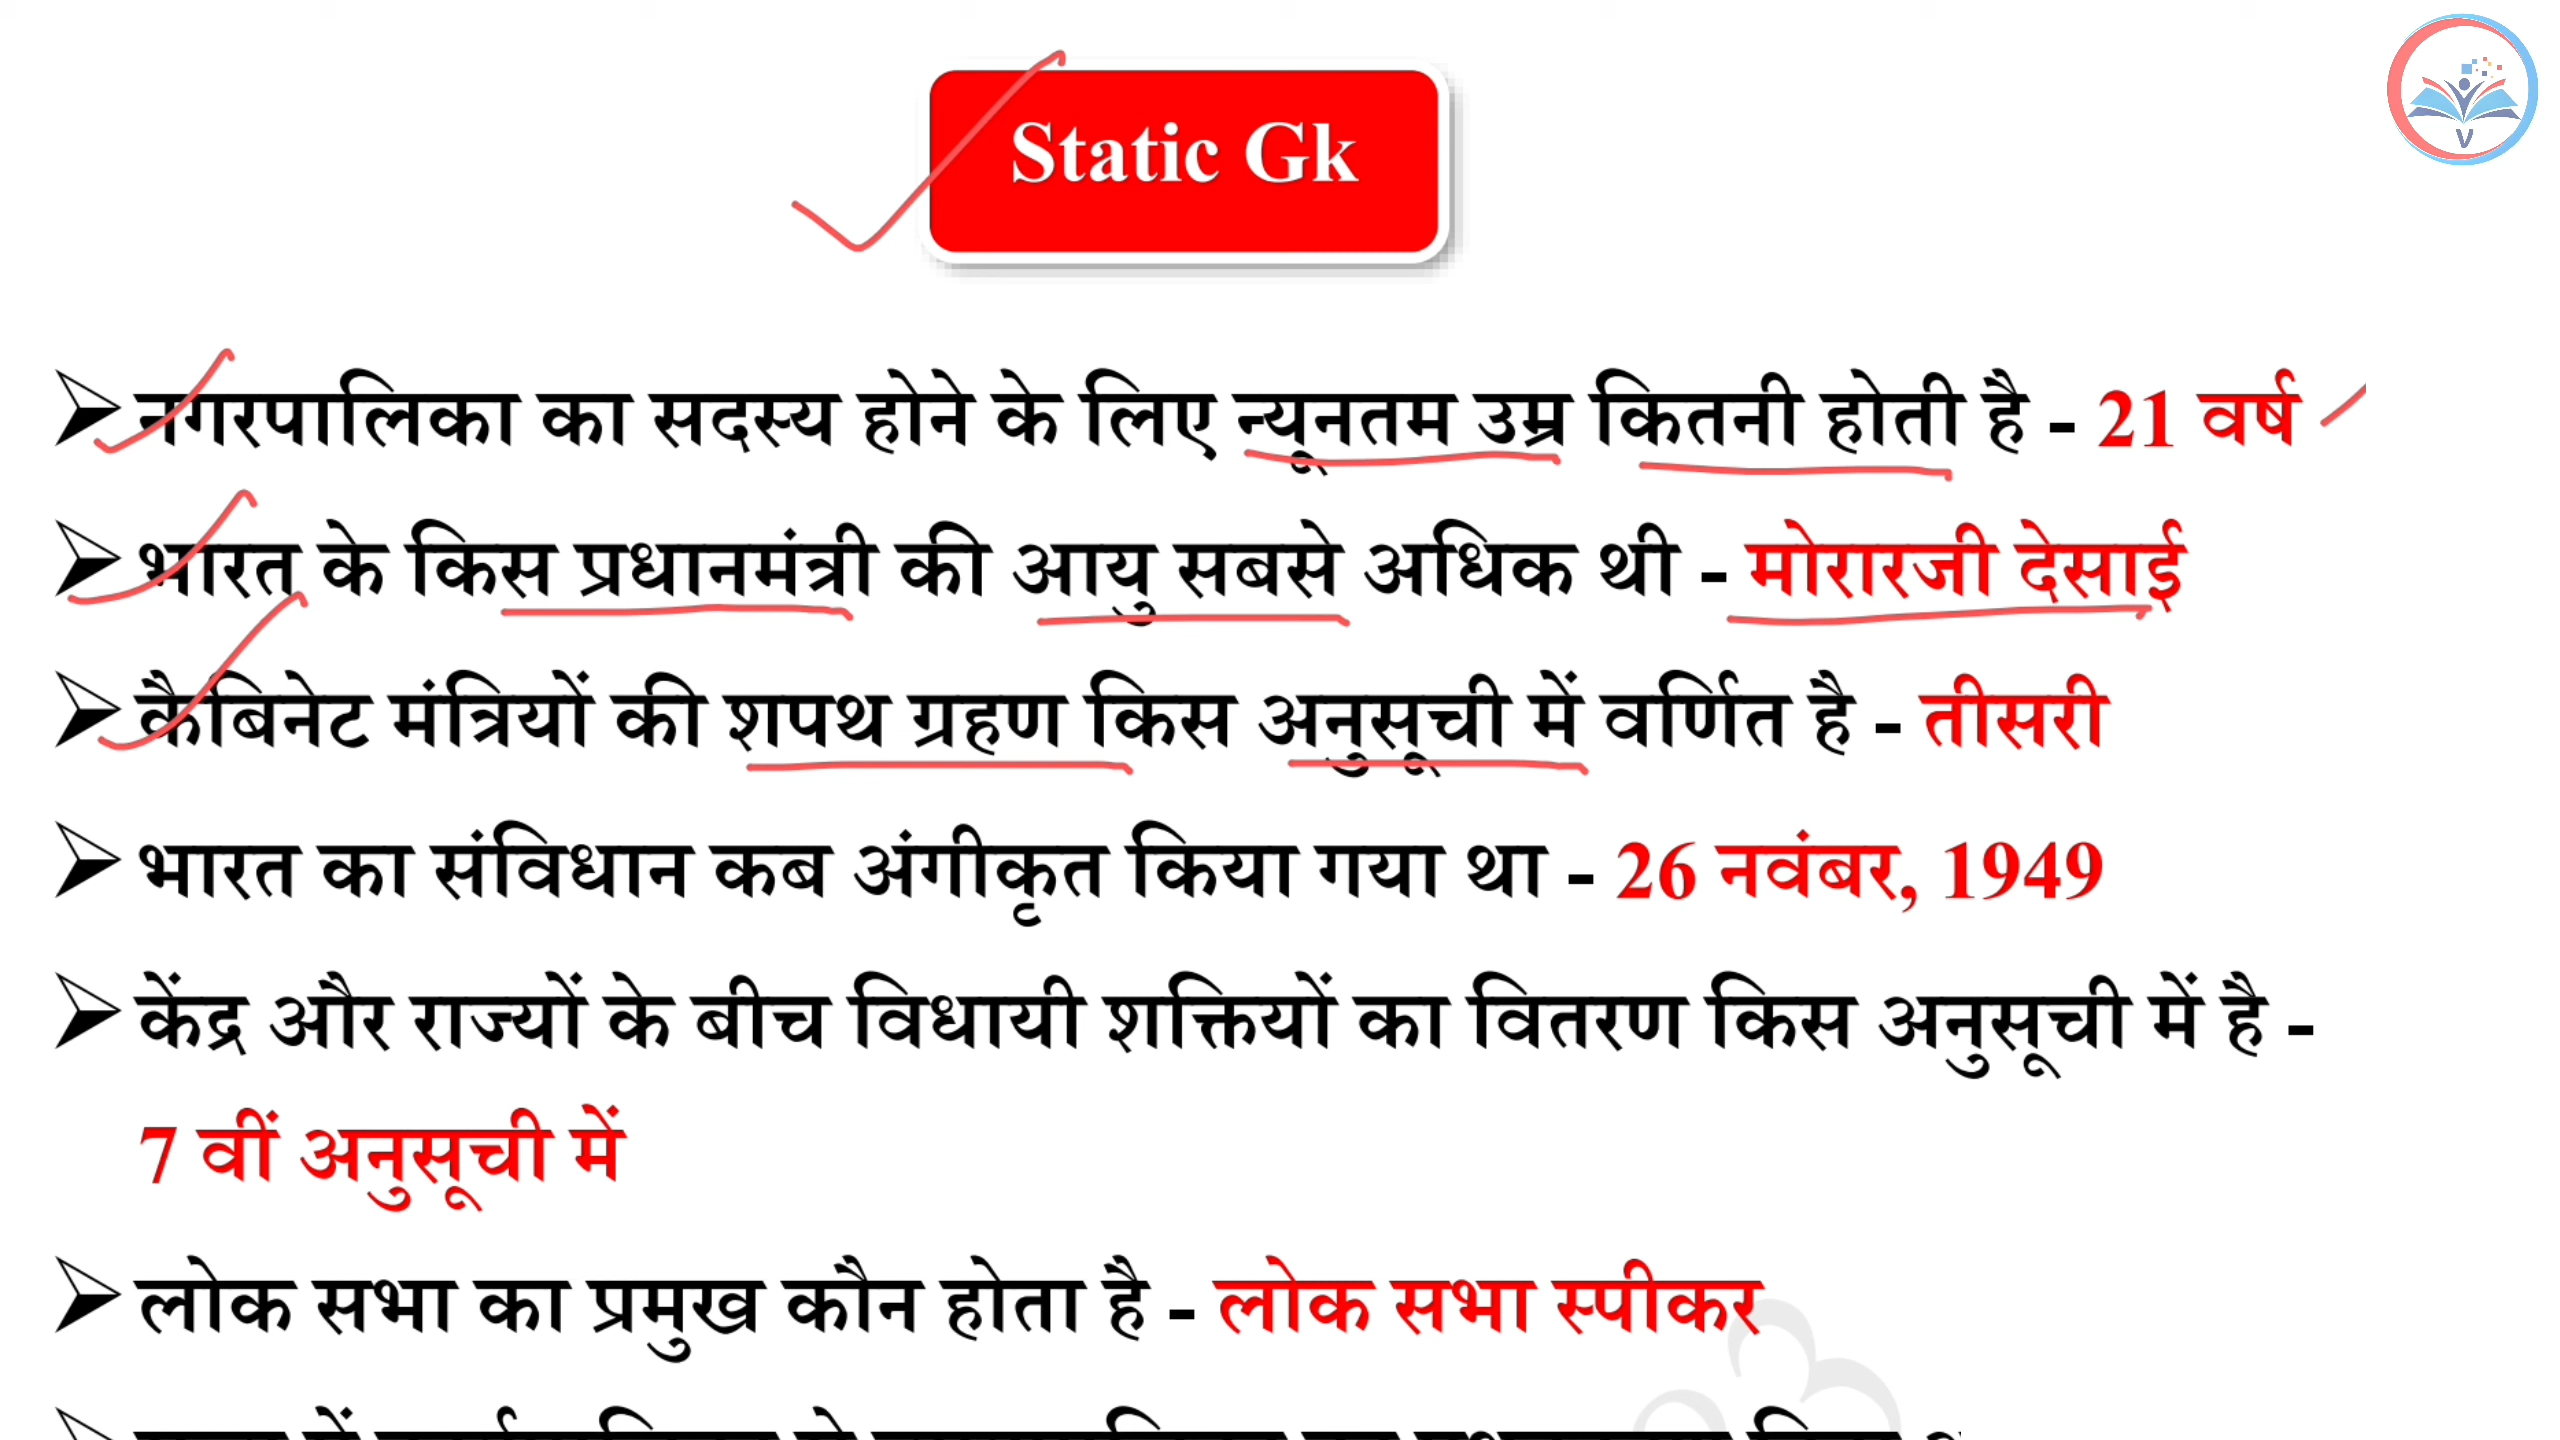 Static Gk
नगरपालिका का सदस्य होने के लिए न्यूनतम उम्र कितनी होती है - 21 वर्ष
भारत के किस प्रधानमंत्री की आयु सबसे अधिक थी - मोरारजी देसाई
कैबिनेट मंत्रियों की शपथ ग्रहण किस अनुसूची में वर्णित है - तीसरी
भारत का संविधान कब अंगीकृत किया गया था - 26 नवंबर, 1949
केंद्र और राज्यों के बीच विधायी शक्तियों का वितरण किस अनुसूची में है -
7 वीं अनुसूची में
लोक सभा का प्रमुख कौन होता है - लोक सभा स्पीकर